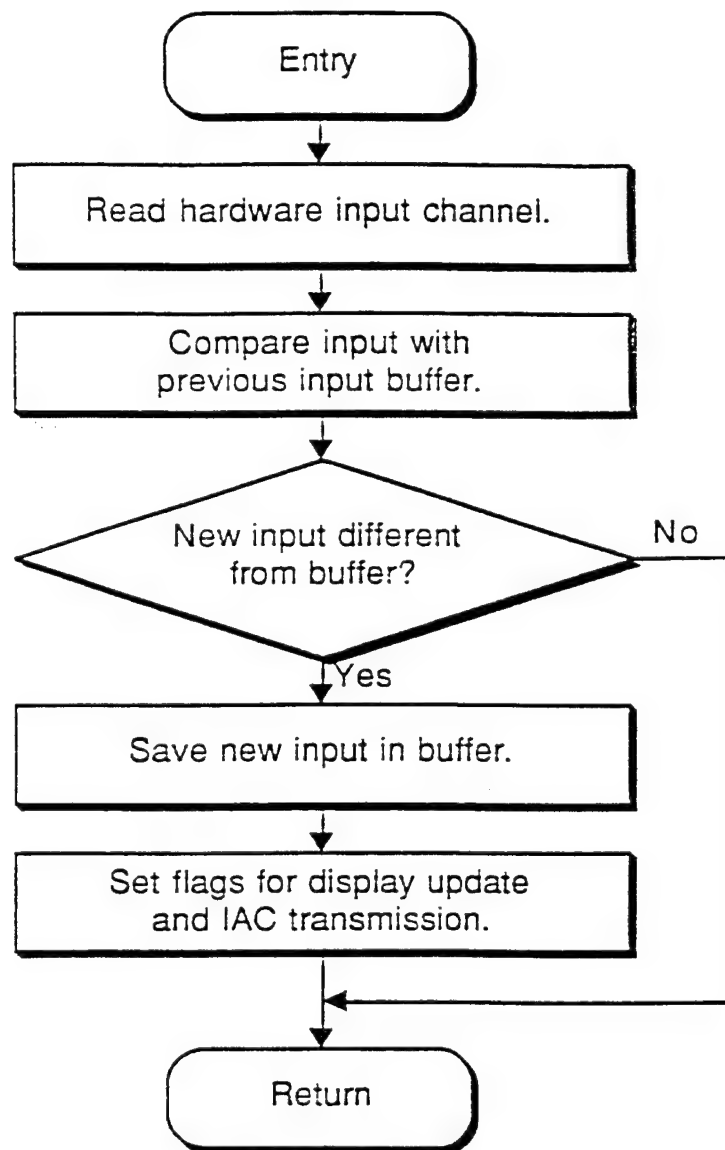 Entry
Read hardware input channel.
Compare input with
previous input buffer.
New input different
from buffer?
No
Yes
Save new input in buffer.
Set flags for display update
and IAC transmission.
Return